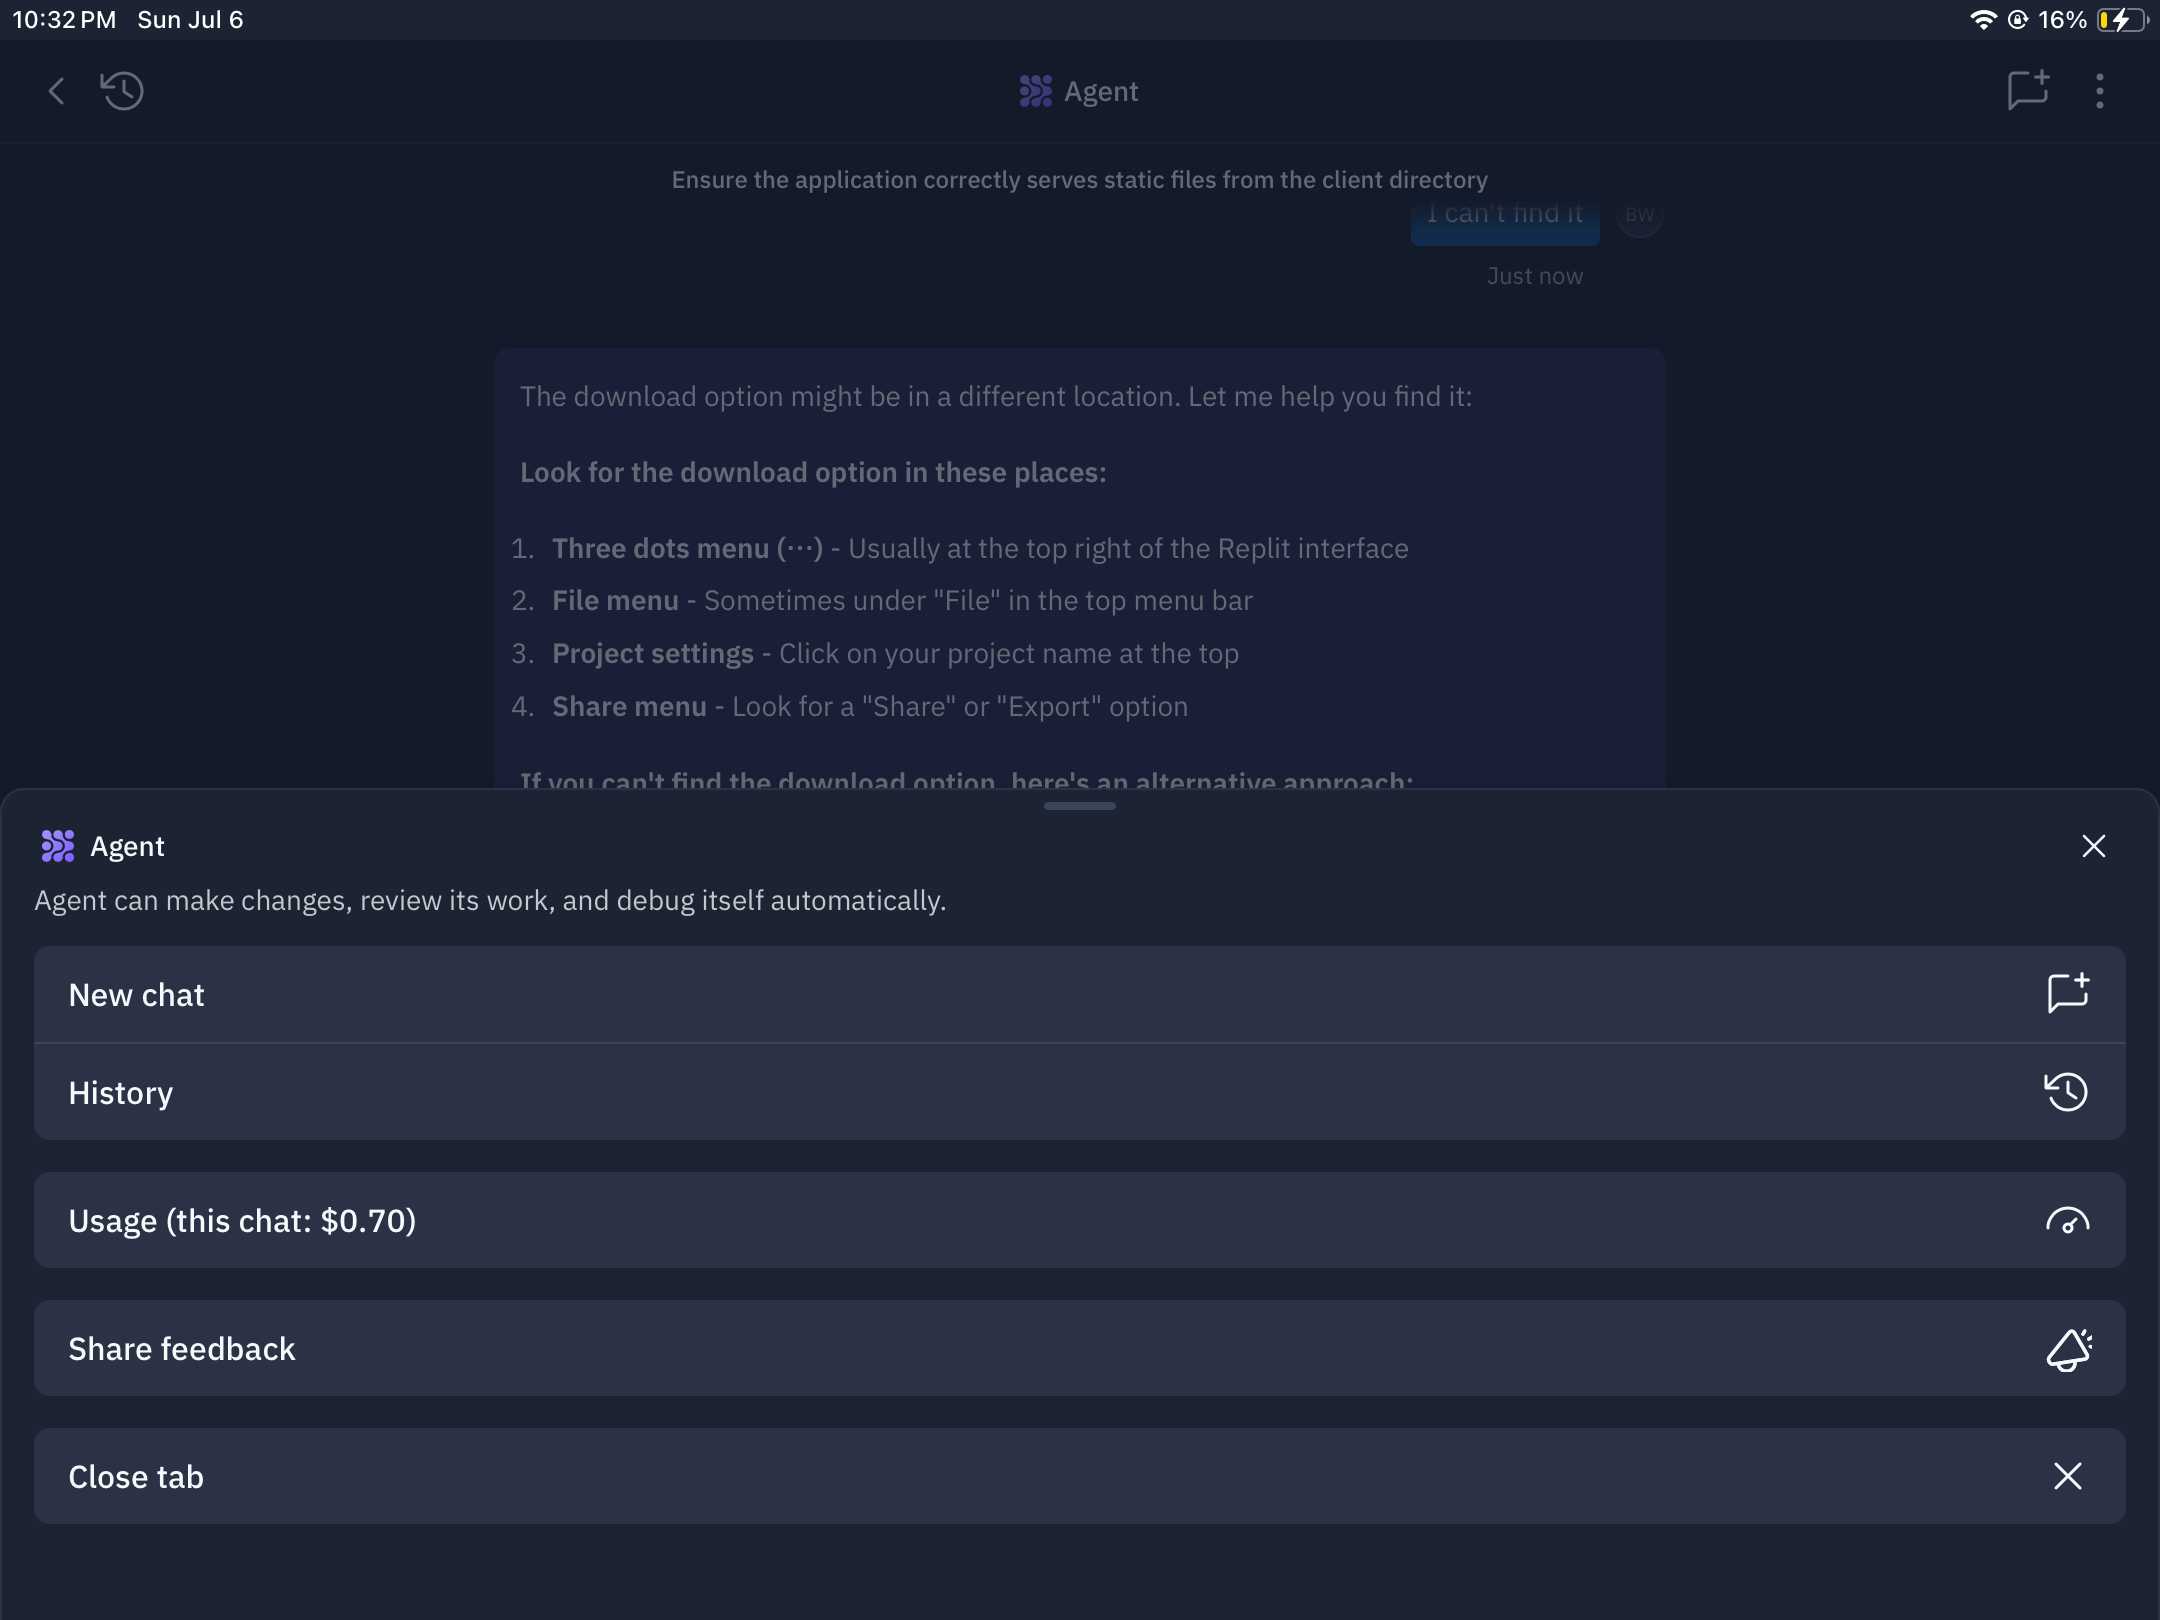 10:32 PM Sun Jul 6
16%
Agent
Ensure the application correctly serves static files from the client directory
I can't find it
BW
Just now
The download option might be in a different location. Let me help you find it:
Look for the download option in these places:
1. Three dots menu (⋯) - Usually at the top right of the Replit interface
2. File menu - Sometimes under "File" in the top menu bar
3. Project settings - Click on your project name at the top
4. Share menu - Look for a "Share" or "Export" option
If you can't find the download option, here's an alternative approach:
Agent
Agent can make changes, review its work, and debug itself automatically.
New chat
History
Usage (this chat: $0.70)
Share feedback
Close tab